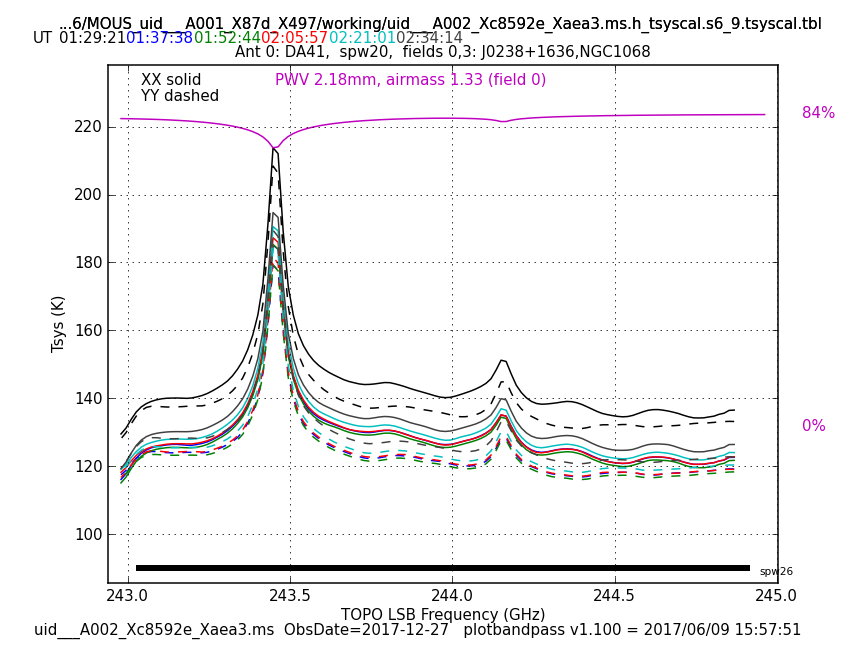 ...6/MOUS_uid___A001_X87d_X497/working/uid___A002_Xc8592e_Xaea3.ms.h_tsyscal.s6_9.tsyscal.tbl
UT 01:29:21 01:37:38 01:52:44 02:05:57 02:21:01 02:34:14
Ant 0: DA41, spw20, fields 0,3: J0238+1636,NGC1068
XX solid PWV 2.18mm, airmass 1.33 (field 0)
YY dashed
84%
220
200
180
160
140
120
100
Tsys (K)
0%
spw26
243.0 243.5 244.0 244.5 245.0
TOPO LSB Frequency (GHz)
uid___A002_Xc8592e_Xaea3.ms ObsDate=2017-12-27 plotbandpass v1.100 = 2017/06/09 15:57:51